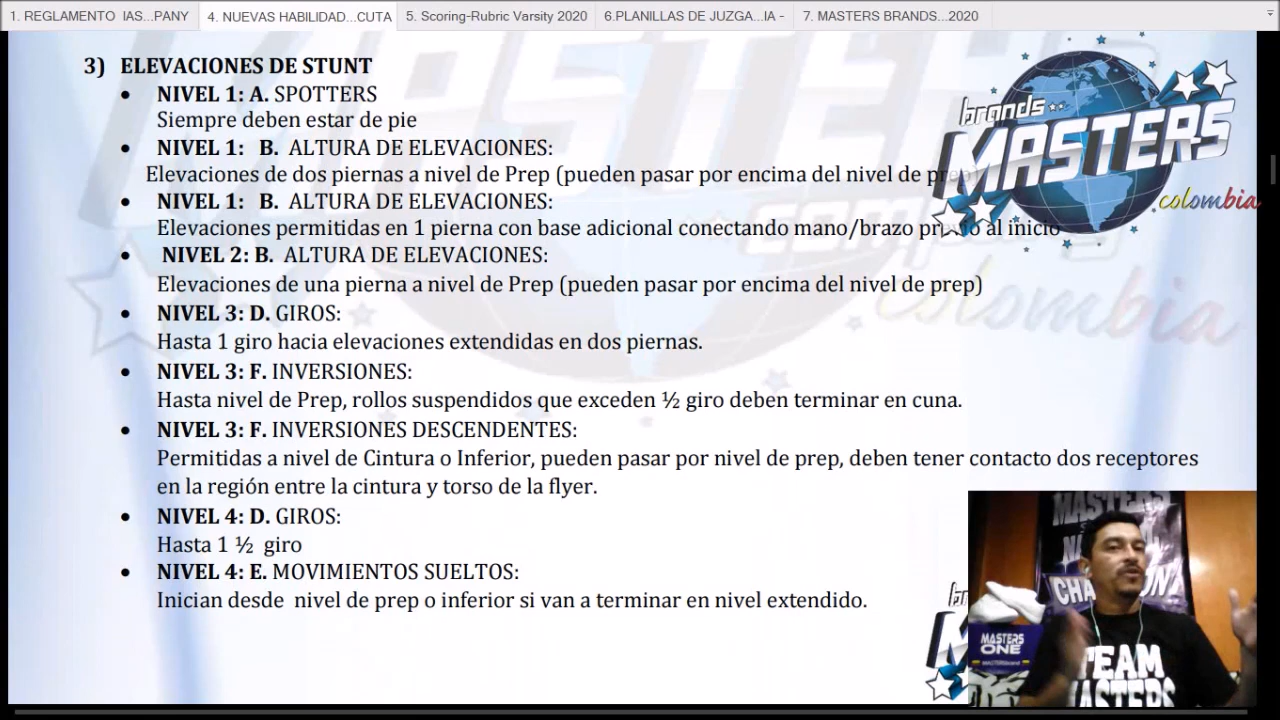 1. REGLAMENTO IAS...PANY
4. NUEVAS HABILIDAD...CUTA
5. Scoring-Rubric Varsity 2020
6.PLANILLAS DE JUZGA...IA -
7. MASTERS BRANDS...2020
3) ELEVACIONES DE STUNT
• NIVEL 1: A. SPOTTERS
Siempre deben estar de pie
• NIVEL 1: B. ALTURA DE ELEVACIONES:
Elevaciones de dos piernas a nivel de Prep (pueden pasar por encima del nivel de prep)
• NIVEL 1: B. ALTURA DE ELEVACIONES:
Elevaciones permitidas en 1 pierna con base adicional conectando mano/brazo previo al inicio
• NIVEL 2: B. ALTURA DE ELEVACIONES:
Elevaciones de una pierna a nivel de Prep (pueden pasar por encima del nivel de prep)
• NIVEL 3: D. GIROS:
Hasta 1 giro hacia elevaciones extendidas en dos piernas.
• NIVEL 3: F. INVERSIONES:
Hasta nivel de Prep, rollos suspendidos que exceden ½ giro deben terminar en cuna.
• NIVEL 3: F. INVERSIONES DESCENDENTES:
Permitidas a nivel de Cintura o Inferior, pueden pasar por nivel de prep, deben tener contacto dos receptores
en la región entre la cintura y torso de la flyer.
• NIVEL 4: D. GIROS:
Hasta 1 ½ giro
• NIVEL 4: E. MOVIMIENTOS SUELTOS:
Inician desde nivel de prep o inferior si van a terminar en nivel extendido.
brands
MASTERS
colombia
MASTERS
colombia
MASTERS
MASTERS
ONE
TEAM
MASTERS